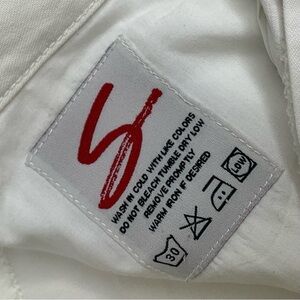 WASH IN COLD WITH LIKE COLORS
DO NOT BLEACH TUMBLE DRY LOW
REMOVE PROMPTLY
WARM IRON IF DESIRED
30
LOW